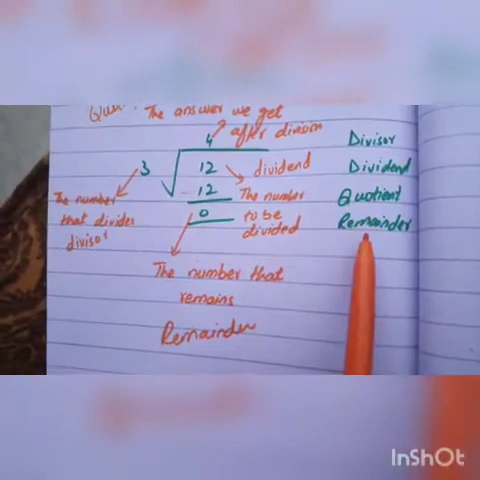 The answer we get
after division
4
3 12 dividend
12 The number
0 to be
divided
The number
that divides
divisor
The number that
remains
Remainder
Divisor
Dividend
Quotient
Remainder
InShOt